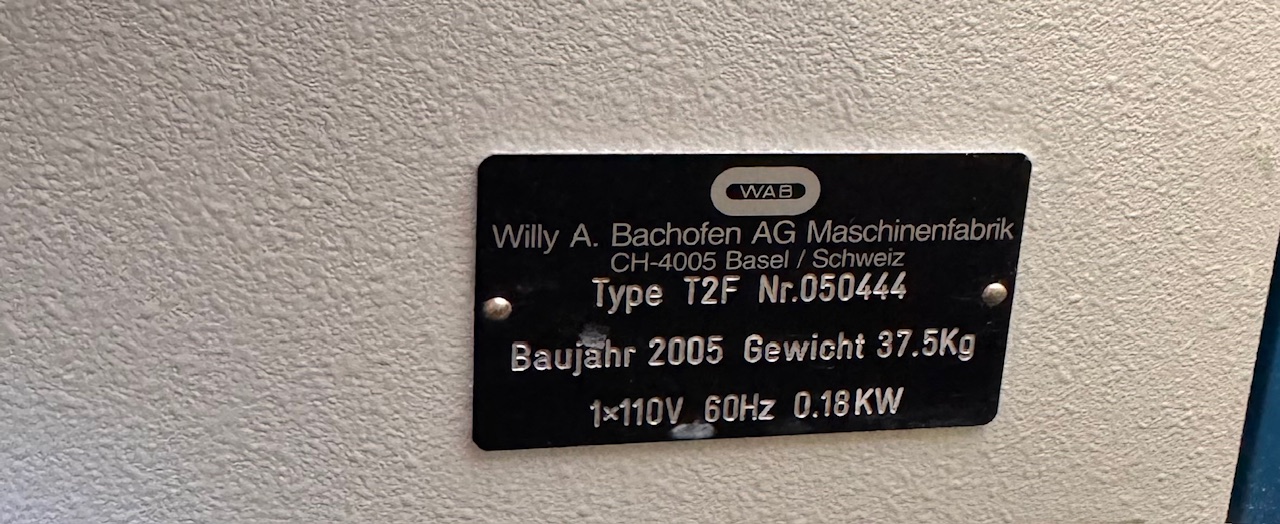 WAB
Willy A. Bachofen AG Maschinenfabrik
CH-4005 Basel / Schweiz
Type T2F Nr.050444
Baujahr 2005 Gewicht 37.5Kg
1×110V 60Hz 0.18KW